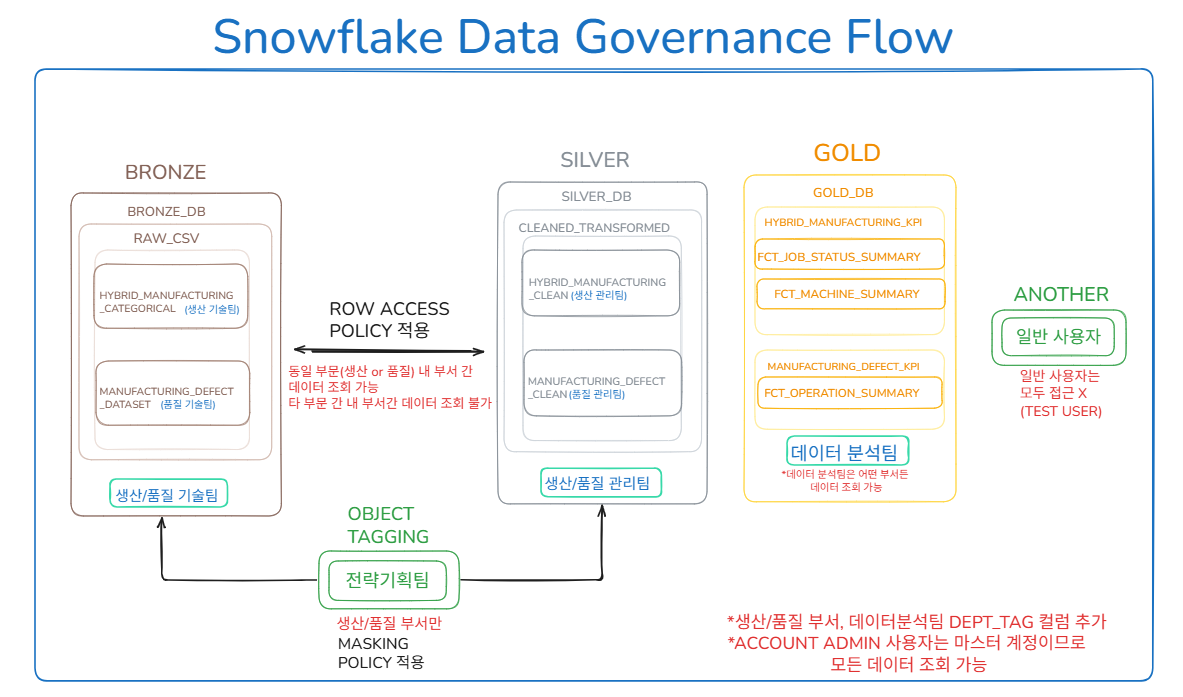 Snowflake Data Governance Flow
BRONZE
BRONZE_DB
RAW_CSV
HYBRID_MANUFACTURING
_CATEGORICAL (생산 기술팀)
MANUFACTURING_DEFECT
_DATASET (품질 기술팀)
생산/품질 기술팀
ROW ACCESS
POLICY 적용
동일 부문(생산 or 품질) 내 부서 간
데이터 조회 가능
타 부문 간 내 부서간 데이터 조회 불가
SILVER
SILVER_DB
CLEANED_TRANSFORMED
HYBRID_MANUFACTURING
_CLEAN (생산 관리팀)
MANUFACTURING_DEFECT
_CLEAN (품질 관리팀)
생산/품질 관리팀
OBJECT
TAGGING
전략기획팀
생산/품질 부서만
MASKING
POLICY 적용
GOLD
GOLD_DB
HYBRID_MANUFACTURING_KPI
FCT_JOB_STATUS_SUMMARY
FCT_MACHINE_SUMMARY
MANUFACTURING_DEFECT_KPI
FCT_OPERATION_SUMMARY
데이터 분석팀
*데이터 분석팀은 어떤 부서든
데이터 조회 가능
ANOTHER
일반 사용자
일반 사용자는
모두 접근 X
(TEST USER)
*생산/품질 부서, 데이터분석팀 DEPT_TAG 컬럼 추가
*ACCOUNT ADMIN 사용자는 마스터 계정이므로
모든 데이터 조회 가능